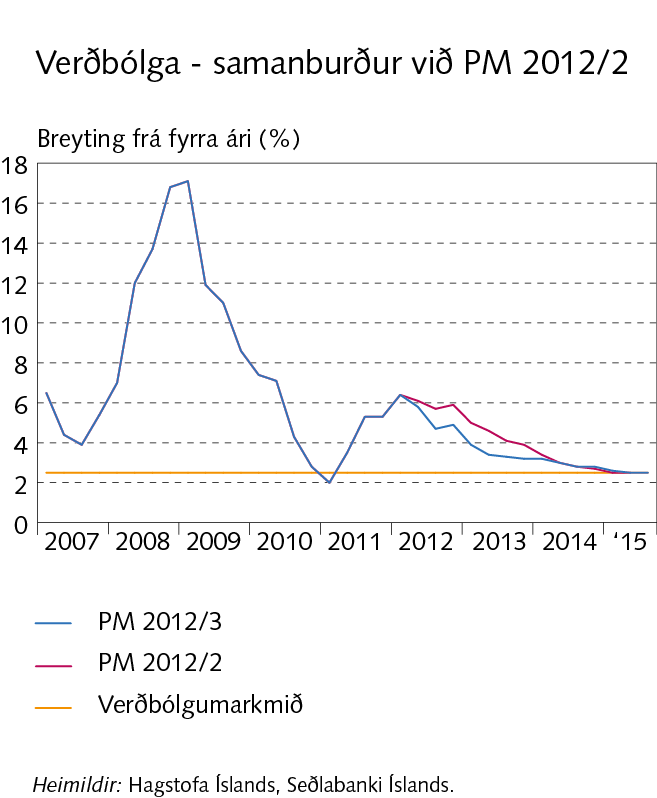 Verðbólga - samanburður við PM 2012/2
Breyting frá fyrra ári (%)
18
16
14
12
10
8
6
4
2
0
2007 2008 2009 2010 2011 2012 2013 2014 ‘15
PM 2012/3
PM 2012/2
Verðbólgumarkmið
Heimildir: Hagstofa Íslands, Seðlabanki Íslands.